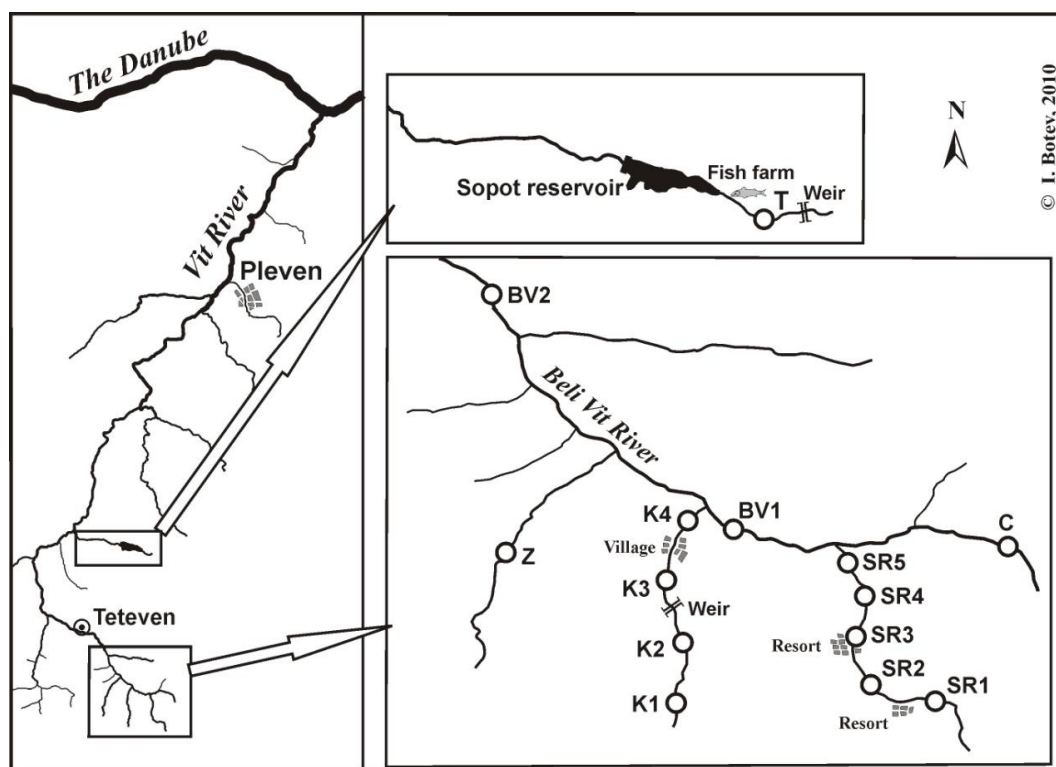 The Danube
Vit River
Pleven
Teteven
Sopot reservoir
Fish farm
T
Weir
N
© I. Botev, 2010
BV2
Beli Vit River
K4
BV1
C
Village
Z
K3
SR5
Weir
SR4
K2
Resort
SR3
SR2
SR1
K1
Resort